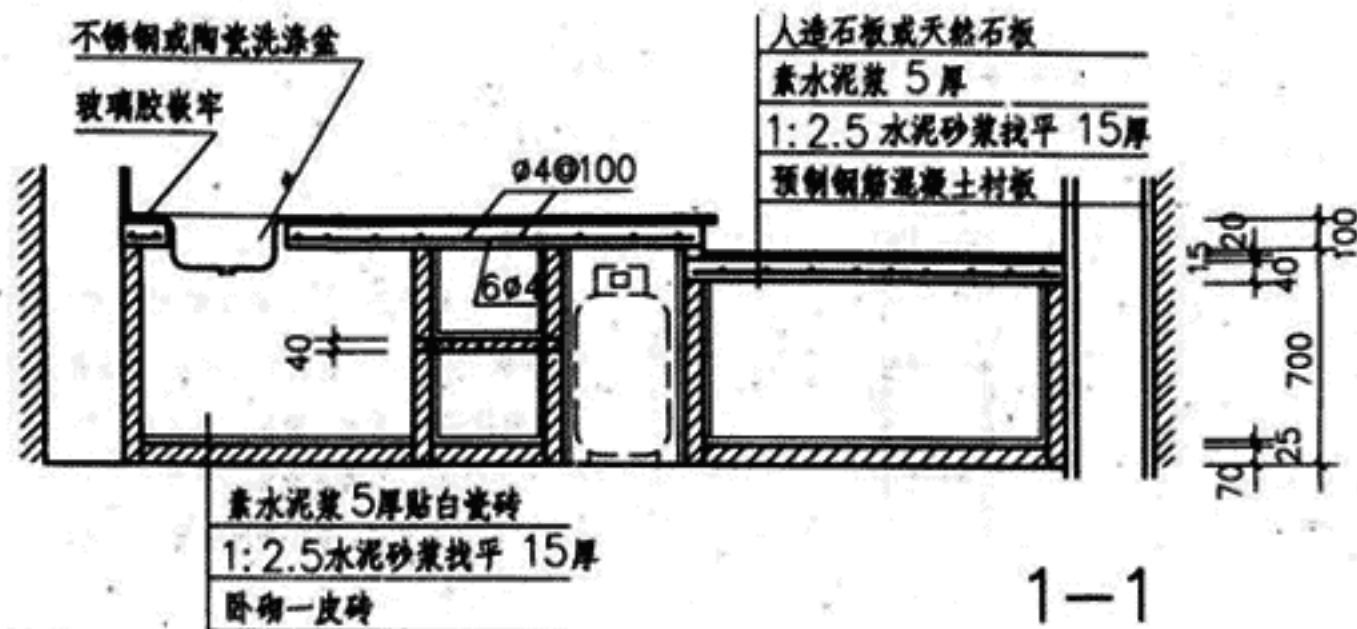 不锈钢或陶瓷洗涤盆
玻璃胶嵌牢
人造石板或天然石板
素水泥浆 5厚
1:2.5 水泥砂浆找平 15厚
预制钢筋混凝土衬板
ø4@100
6ø4
40
15
20
40
100
700
25
70
素水泥浆 5厚贴白瓷砖
1:2.5水泥砂浆找平 15厚
卧砌一皮砖
1-1